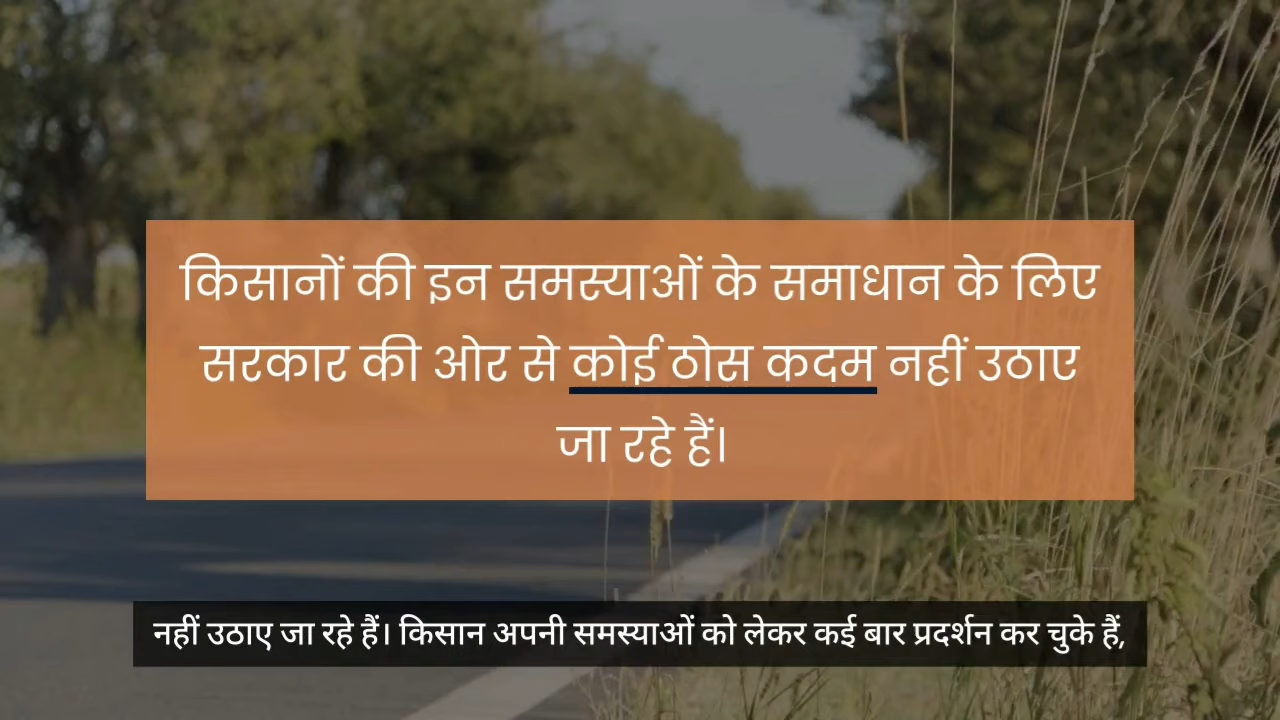 किसानों की इन समस्याओं के समाधान के लिए
सरकार की ओर से कोई ठोस कदम नहीं उठाए
जा रहे हैं।
नहीं उठाए जा रहे हैं। किसान अपनी समस्याओं को लेकर कई बार प्रदर्शन कर चुके हैं,